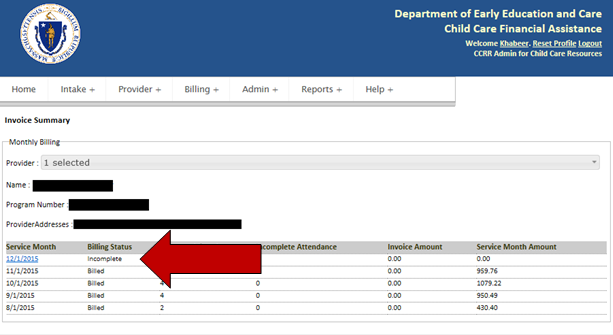 Department of Early Education and Care
Child Care Financial Assistance
Welcome Khabeer. Reset Profile Logout
CCRR Admin for Child Care Resources
Home Intake + Provider + Billing + Admin + Reports + Help +
Invoice Summary
Monthly Billing
Provider : 1 selected
Name :
Program Number :
ProviderAddresses :
Service Month Billing Status complete Attendance Invoice Amount Service Month Amount
12/1/2015 Incomplete 0.00 0.00
11/1/2015 Billed 0.00 959.76
10/1/2015 Billed 4 0 0.00 1079.22
9/1/2015 Billed 4 0 0.00 950.49
8/1/2015 Billed 2 0 0.00 430.40